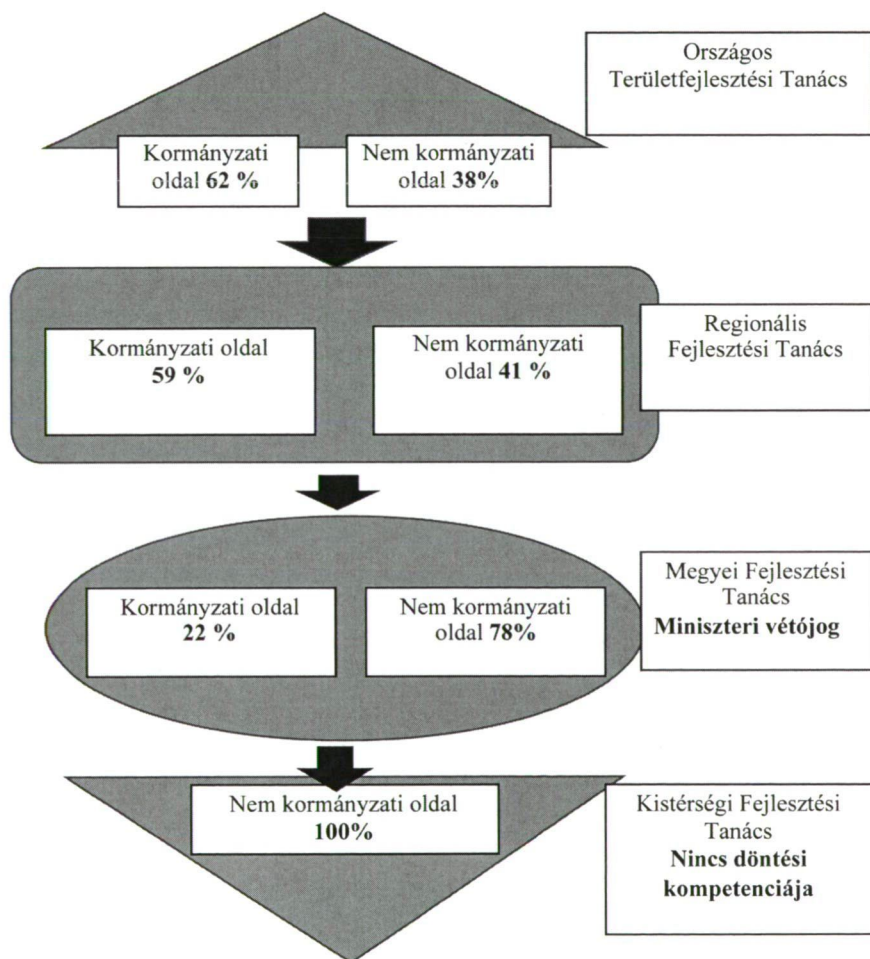 Országos
Területfejlesztési Tanács
Kormányzati
oldal 62 %
Nem kormányzati
oldal 38%
Kormányzati oldal
59 %
Nem kormányzati
oldal 41 %
Regionális
Fejlesztési Tanács
Kormányzati oldal
22 %
Nem kormányzati
oldal 78%
Megyei Fejlesztési
Tanács
Miniszteri vétójog
Nem kormányzati oldal
100%
Kistérségi Fejlesztési
Tanács
Nincs döntési
kompetenciája